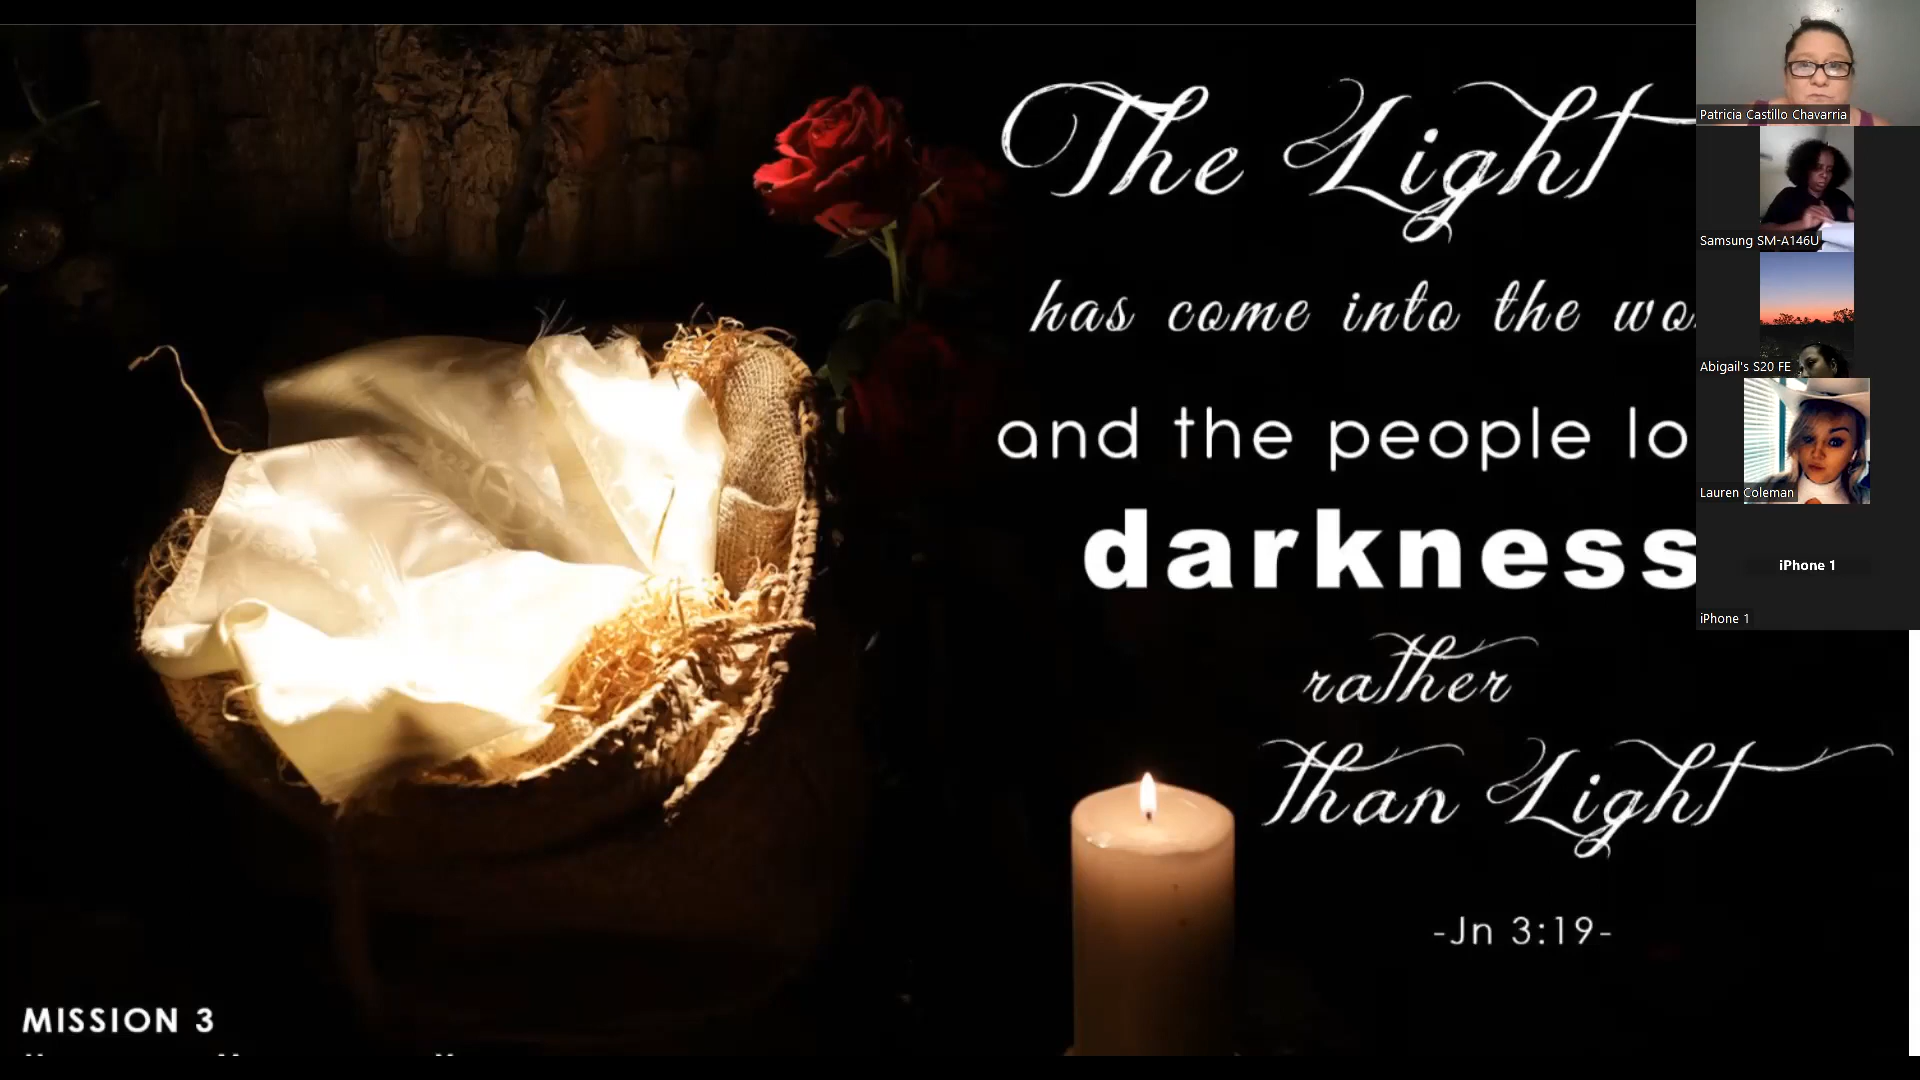 The Light
has come into the wo
and the people lo
darkness
rather
than Light
-Jn 3:19-
MISSION 3
Patricia Castillo Chavarria
Samsung SM-A146U
Abigail's S20 FE
Lauren Coleman
iPhone 1
iPhone 1